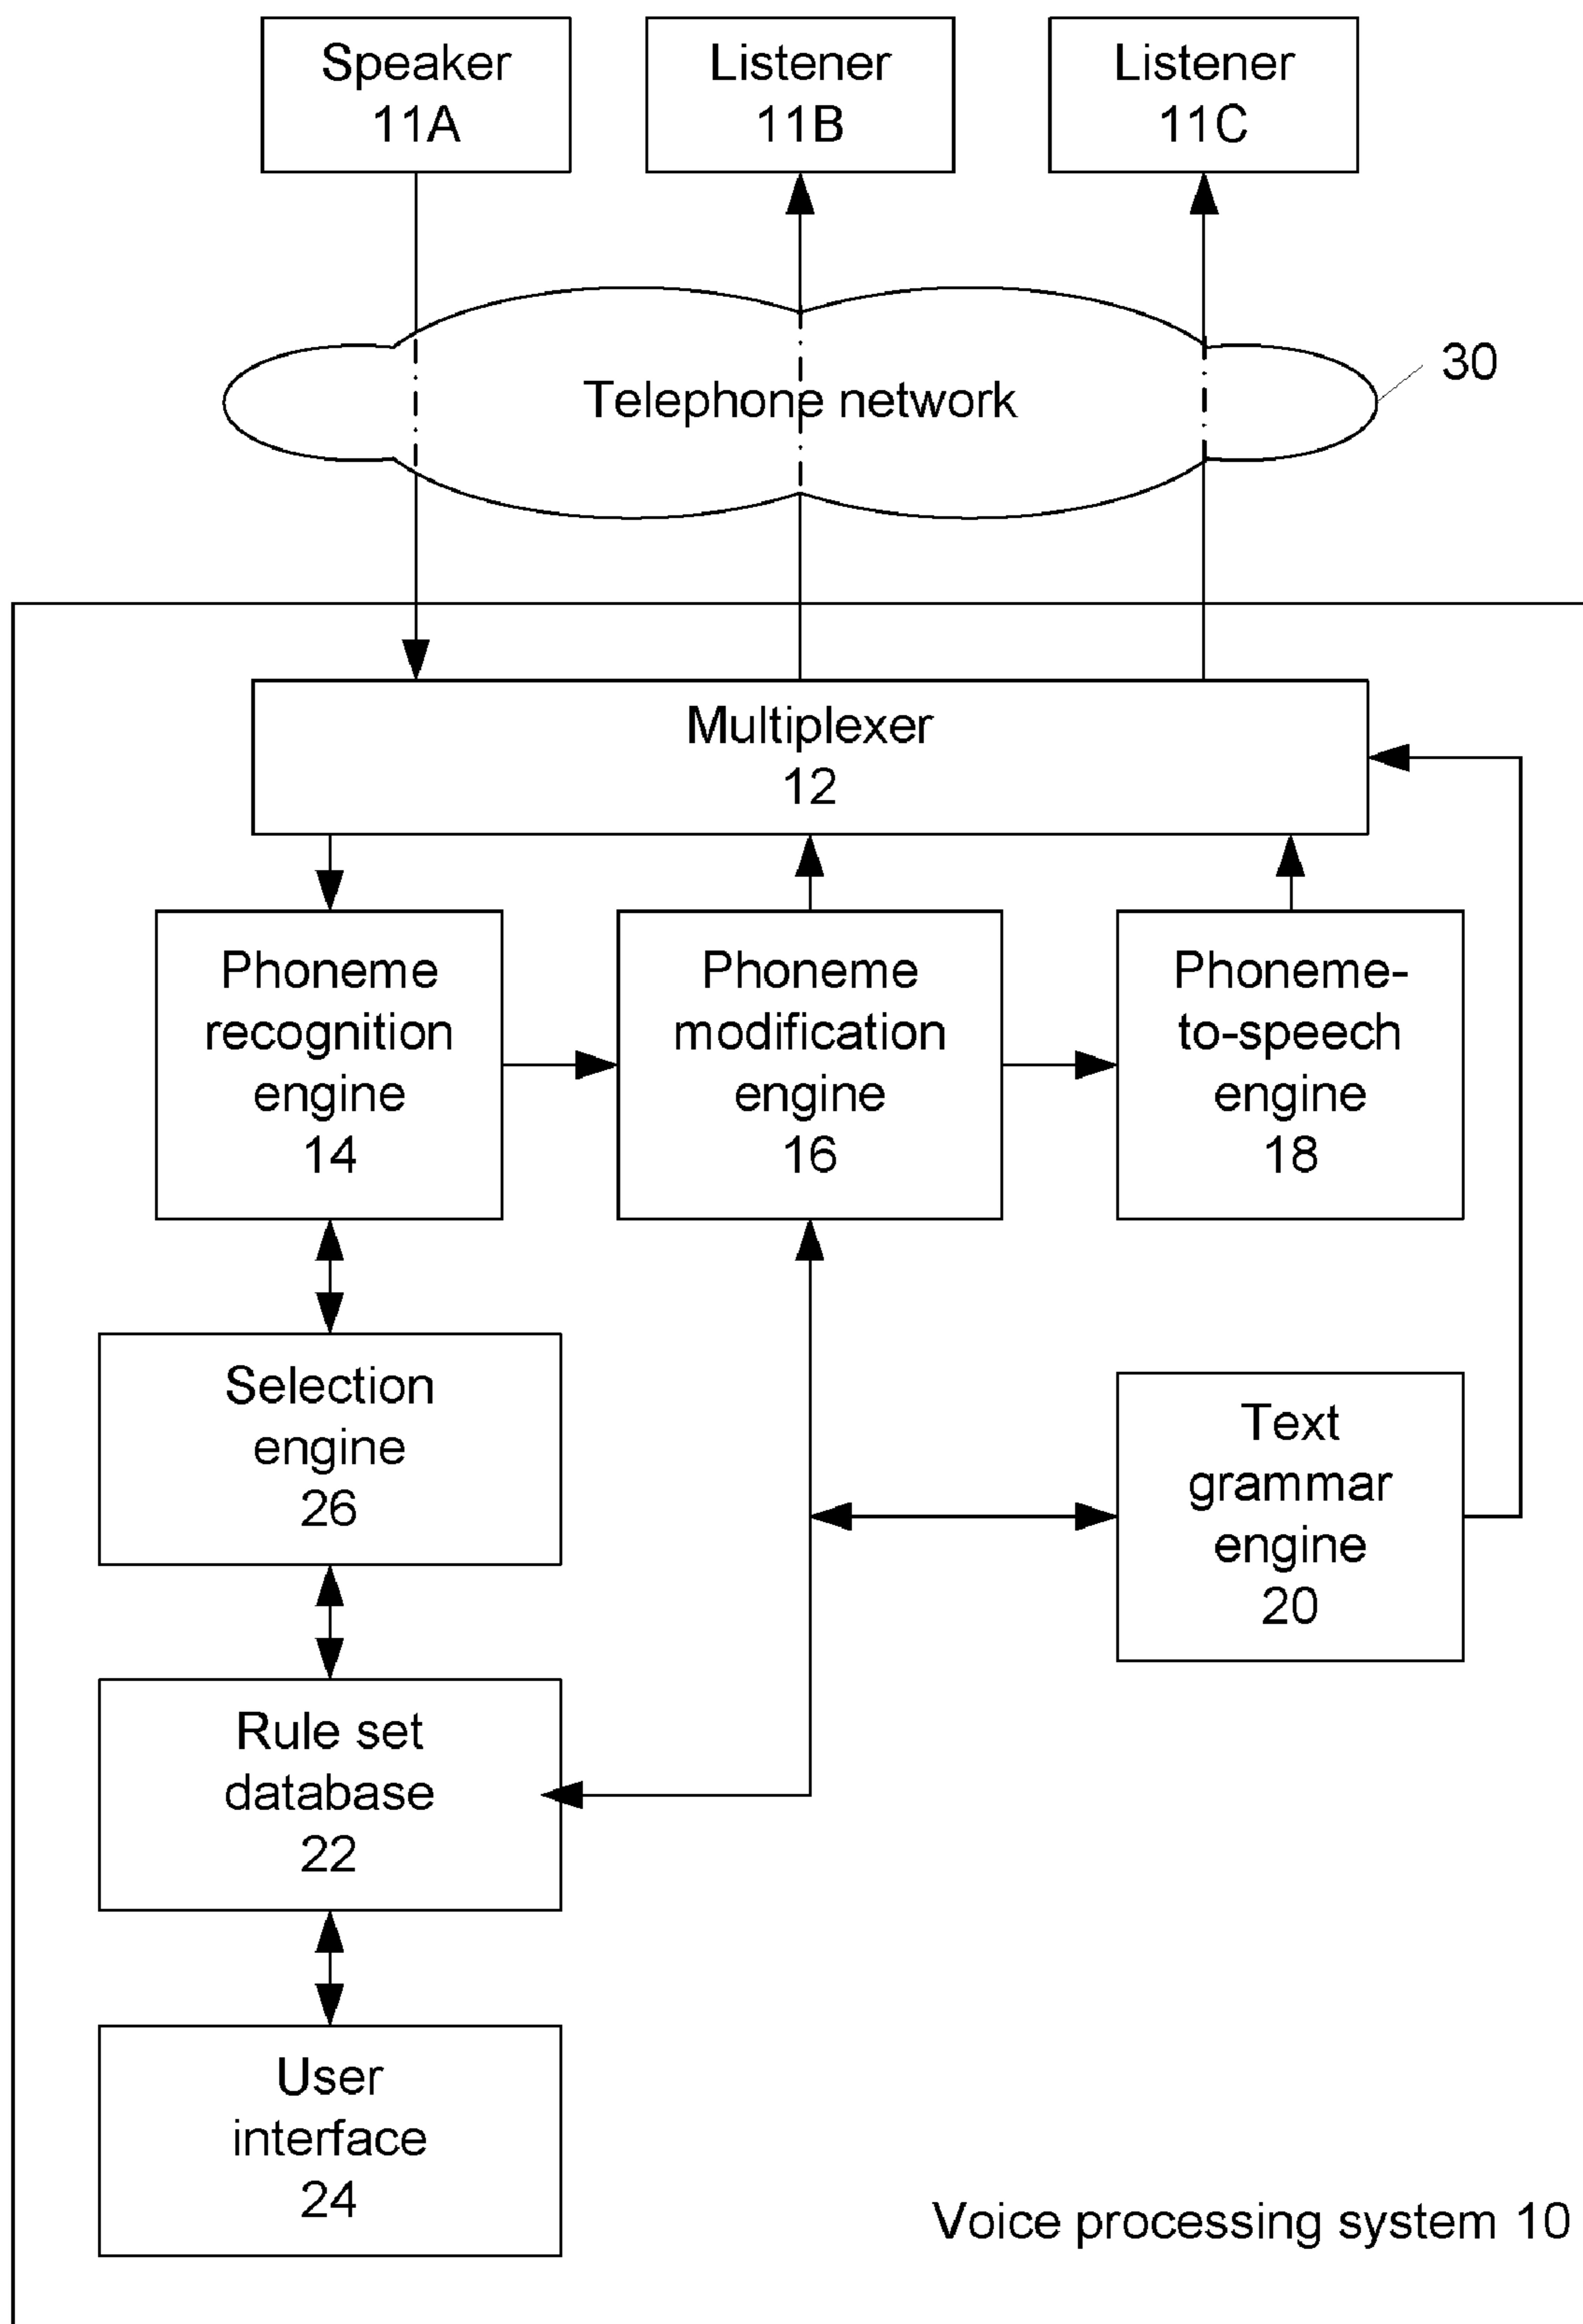 Speaker
11A
Listener
11B
Listener
11C
Telephone network
30
Multiplexer
12
Phoneme
recognition
engine
14
Phoneme
modification
engine
16
Phoneme-
to-speech
engine
18
Selection
engine
26
Text
grammar
engine
20
Rule set
database
22
User
interface
24
Voice processing system 10